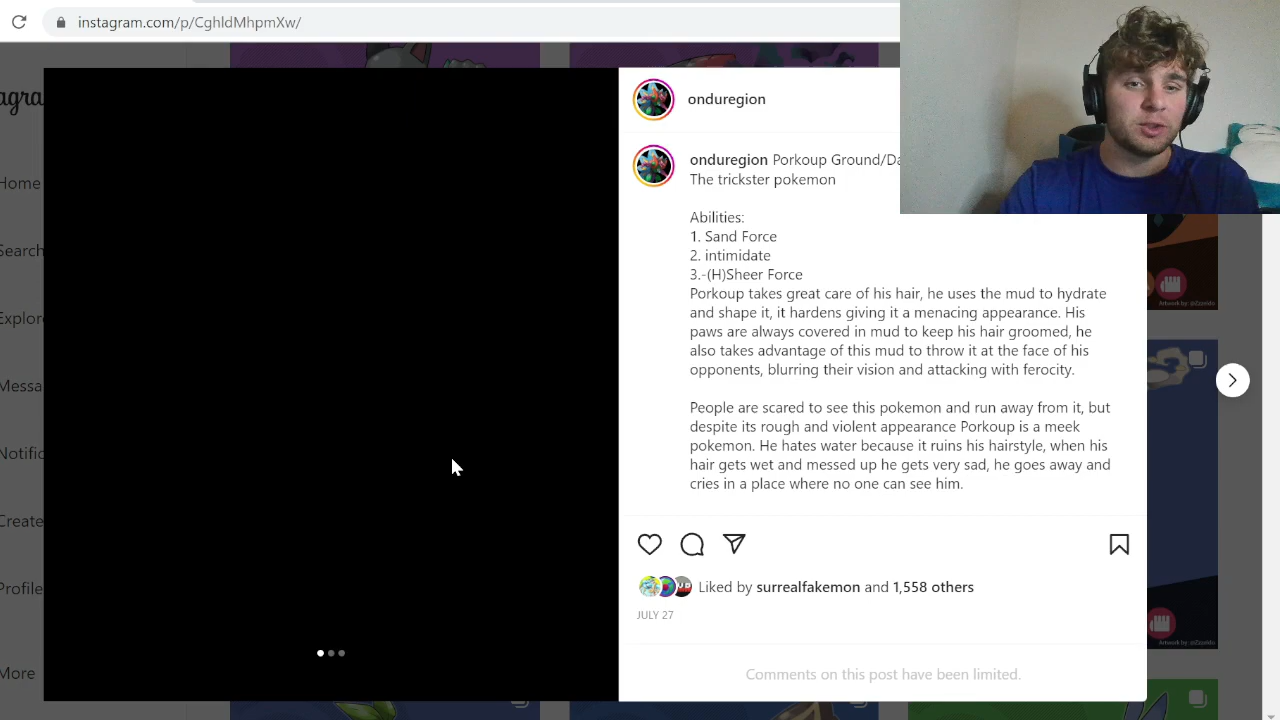 instagram.com/p/CghldMhpmXw/
agra
onduregion
onduregion Porkoup Ground/Da
The trickster pokemon
Home
Abilities:
1. Sand Force
Search
2. intimidate
3.-(H)Sheer Force
Porkoup takes great care of his hair, he uses the mud to hydrate
and shape it, it hardens giving it a menacing appearance. His
Explor
paws are always covered in mud to keep his hair groomed, he
also takes advantage of this mud to throw it at the face of his
opponents, blurring their vision and attacking with ferocity.
Messa
People are scared to see this pokemon and run away from it, but
despite its rough and violent appearance Porkoup is a meek
pokemon. He hates water because it ruins his hairstyle, when his
Notific
hair gets wet and messed up he gets very sad, he goes away and
cries in a place where no one can see him.
Create
Profile
Liked by surrealfakemon and 1,558 others
JULY 27
More
Comments on this post have been limited.